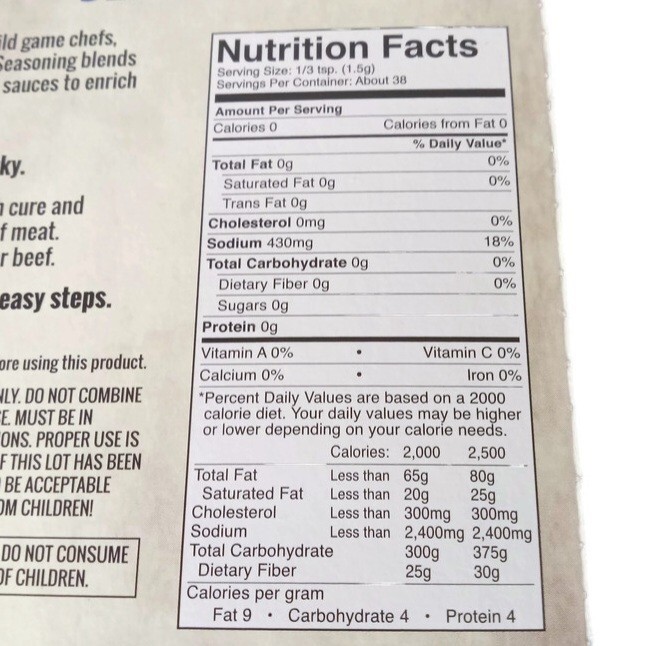 ild game chefs,
Seasoning blends
sauces to enrich
ky.
n cure and
f meat.
r beef.
easy steps.
ore using this product.
NLY. DO NOT COMBINE
E. MUST BE IN
ONS. PROPER USE IS
F THIS LOT HAS BEEN
BE ACCEPTABLE
OM CHILDREN!
DO NOT CONSUME
OF CHILDREN.
Nutrition Facts
Serving Size: 1/3 tsp. (1.5g)
Servings Per Container: About 38
Amount Per Serving
Calories 0 Calories from Fat 0
% Daily Value*
Total Fat 0g 0%
Saturated Fat 0g 0%
Trans Fat 0g
Cholesterol 0mg 0%
Sodium 430mg 18%
Total Carbohydrate 0g 0%
Dietary Fiber 0g 0%
Sugars 0g
Protein 0g
Vitamin A 0% • Vitamin C 0%
Calcium 0% • Iron 0%
*Percent Daily Values are based on a 2000
calorie diet. Your daily values may be higher
or lower depending on your calorie needs.
Calories: 2,000 2,500
Total Fat Less than 65g 80g
Saturated Fat Less than 20g 25g
Cholesterol Less than 300mg 300mg
Sodium Less than 2,400mg 2,400mg
Total Carbohydrate 300g 375g
Dietary Fiber 25g 30g
Calories per gram
Fat 9 • Carbohydrate 4 • Protein 4